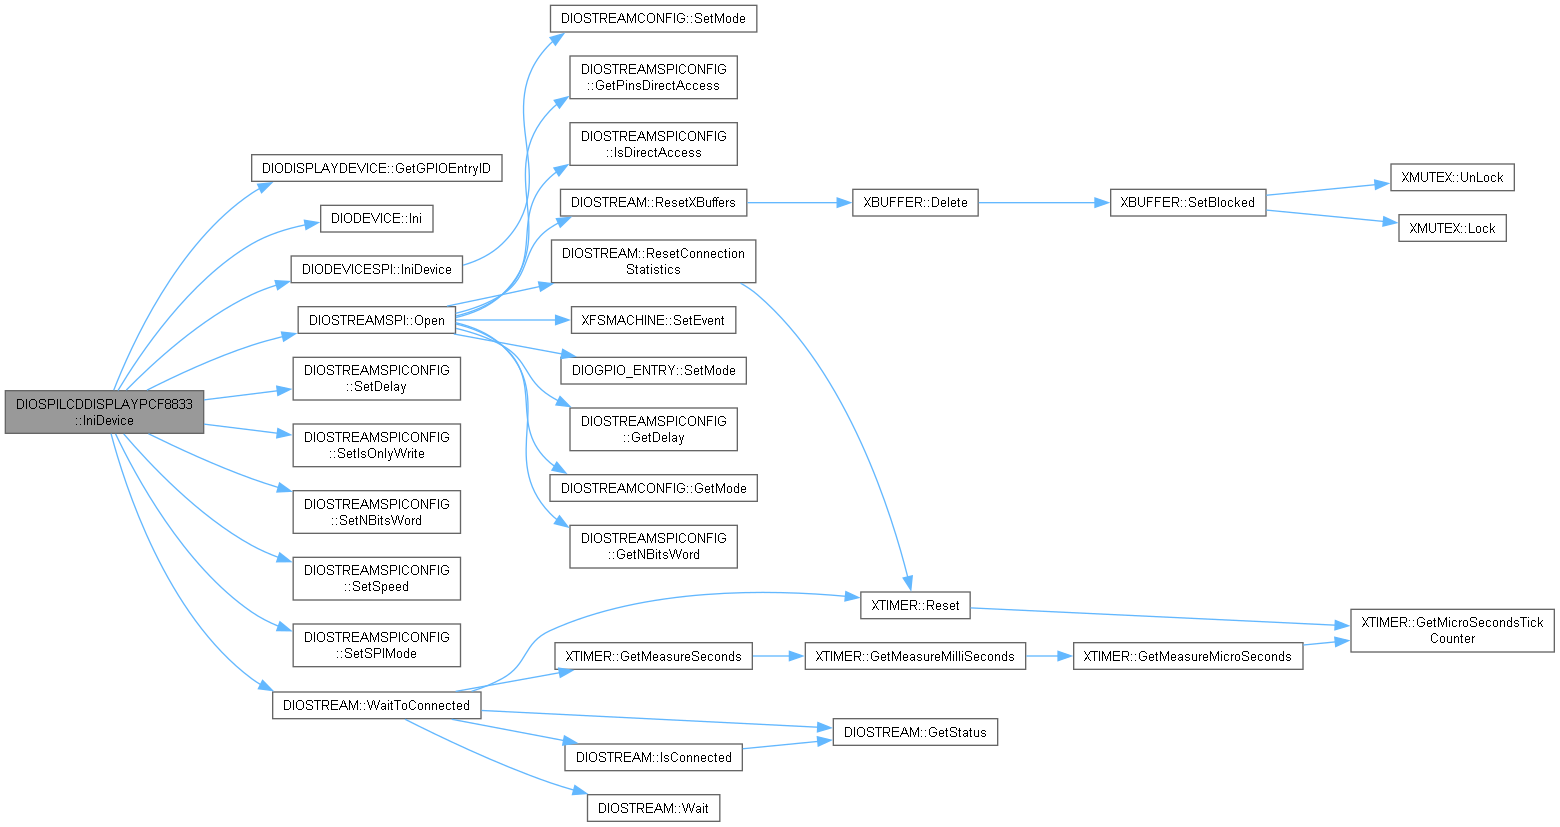 DIOSPILCDDISPLAYPCF8833
::IniDevice
DIODISPLAYDEVICE::GetGPIOEntryID
DIODEVICE::Ini
DIODEVICESPI::IniDevice
DIOSTREAMSPI::Open
DIOSTREAMSPICONFIG
::SetDelay
DIOSTREAMSPICONFIG
::SetIsOnlyWrite
DIOSTREAMSPICONFIG
::SetNBitsWord
DIOSTREAMSPICONFIG
::SetSpeed
DIOSTREAMSPICONFIG
::SetSPIMode
DIOSTREAM::WaitToConnected
DIOSTREAMCONFIG::SetMode
DIOSTREAMSPICONFIG
::GetPinsDirectAccess
DIOSTREAMSPICONFIG
::IsDirectAccess
DIOSTREAM::ResetXBuffers
DIOSTREAM::ResetConnection
Statistics
XFSMACHINE::SetEvent
DIOGPIO_ENTRY::SetMode
DIOSTREAMSPICONFIG
::GetDelay
DIOSTREAMCONFIG::GetMode
DIOSTREAMSPICONFIG
::GetNBitsWord
XTIMER::GetMeasureSeconds
DIOSTREAM::IsConnected
DIOSTREAM::Wait
XBUFFER::Delete
XTIMER::Reset
XTIMER::GetMeasureMilliSeconds
DIOSTREAM::GetStatus
XBUFFER::SetBlocked
XTIMER::GetMeasureMicroSeconds
XMUTEX::UnLock
XMUTEX::Lock
XTIMER::GetMicroSecondsTick
Counter